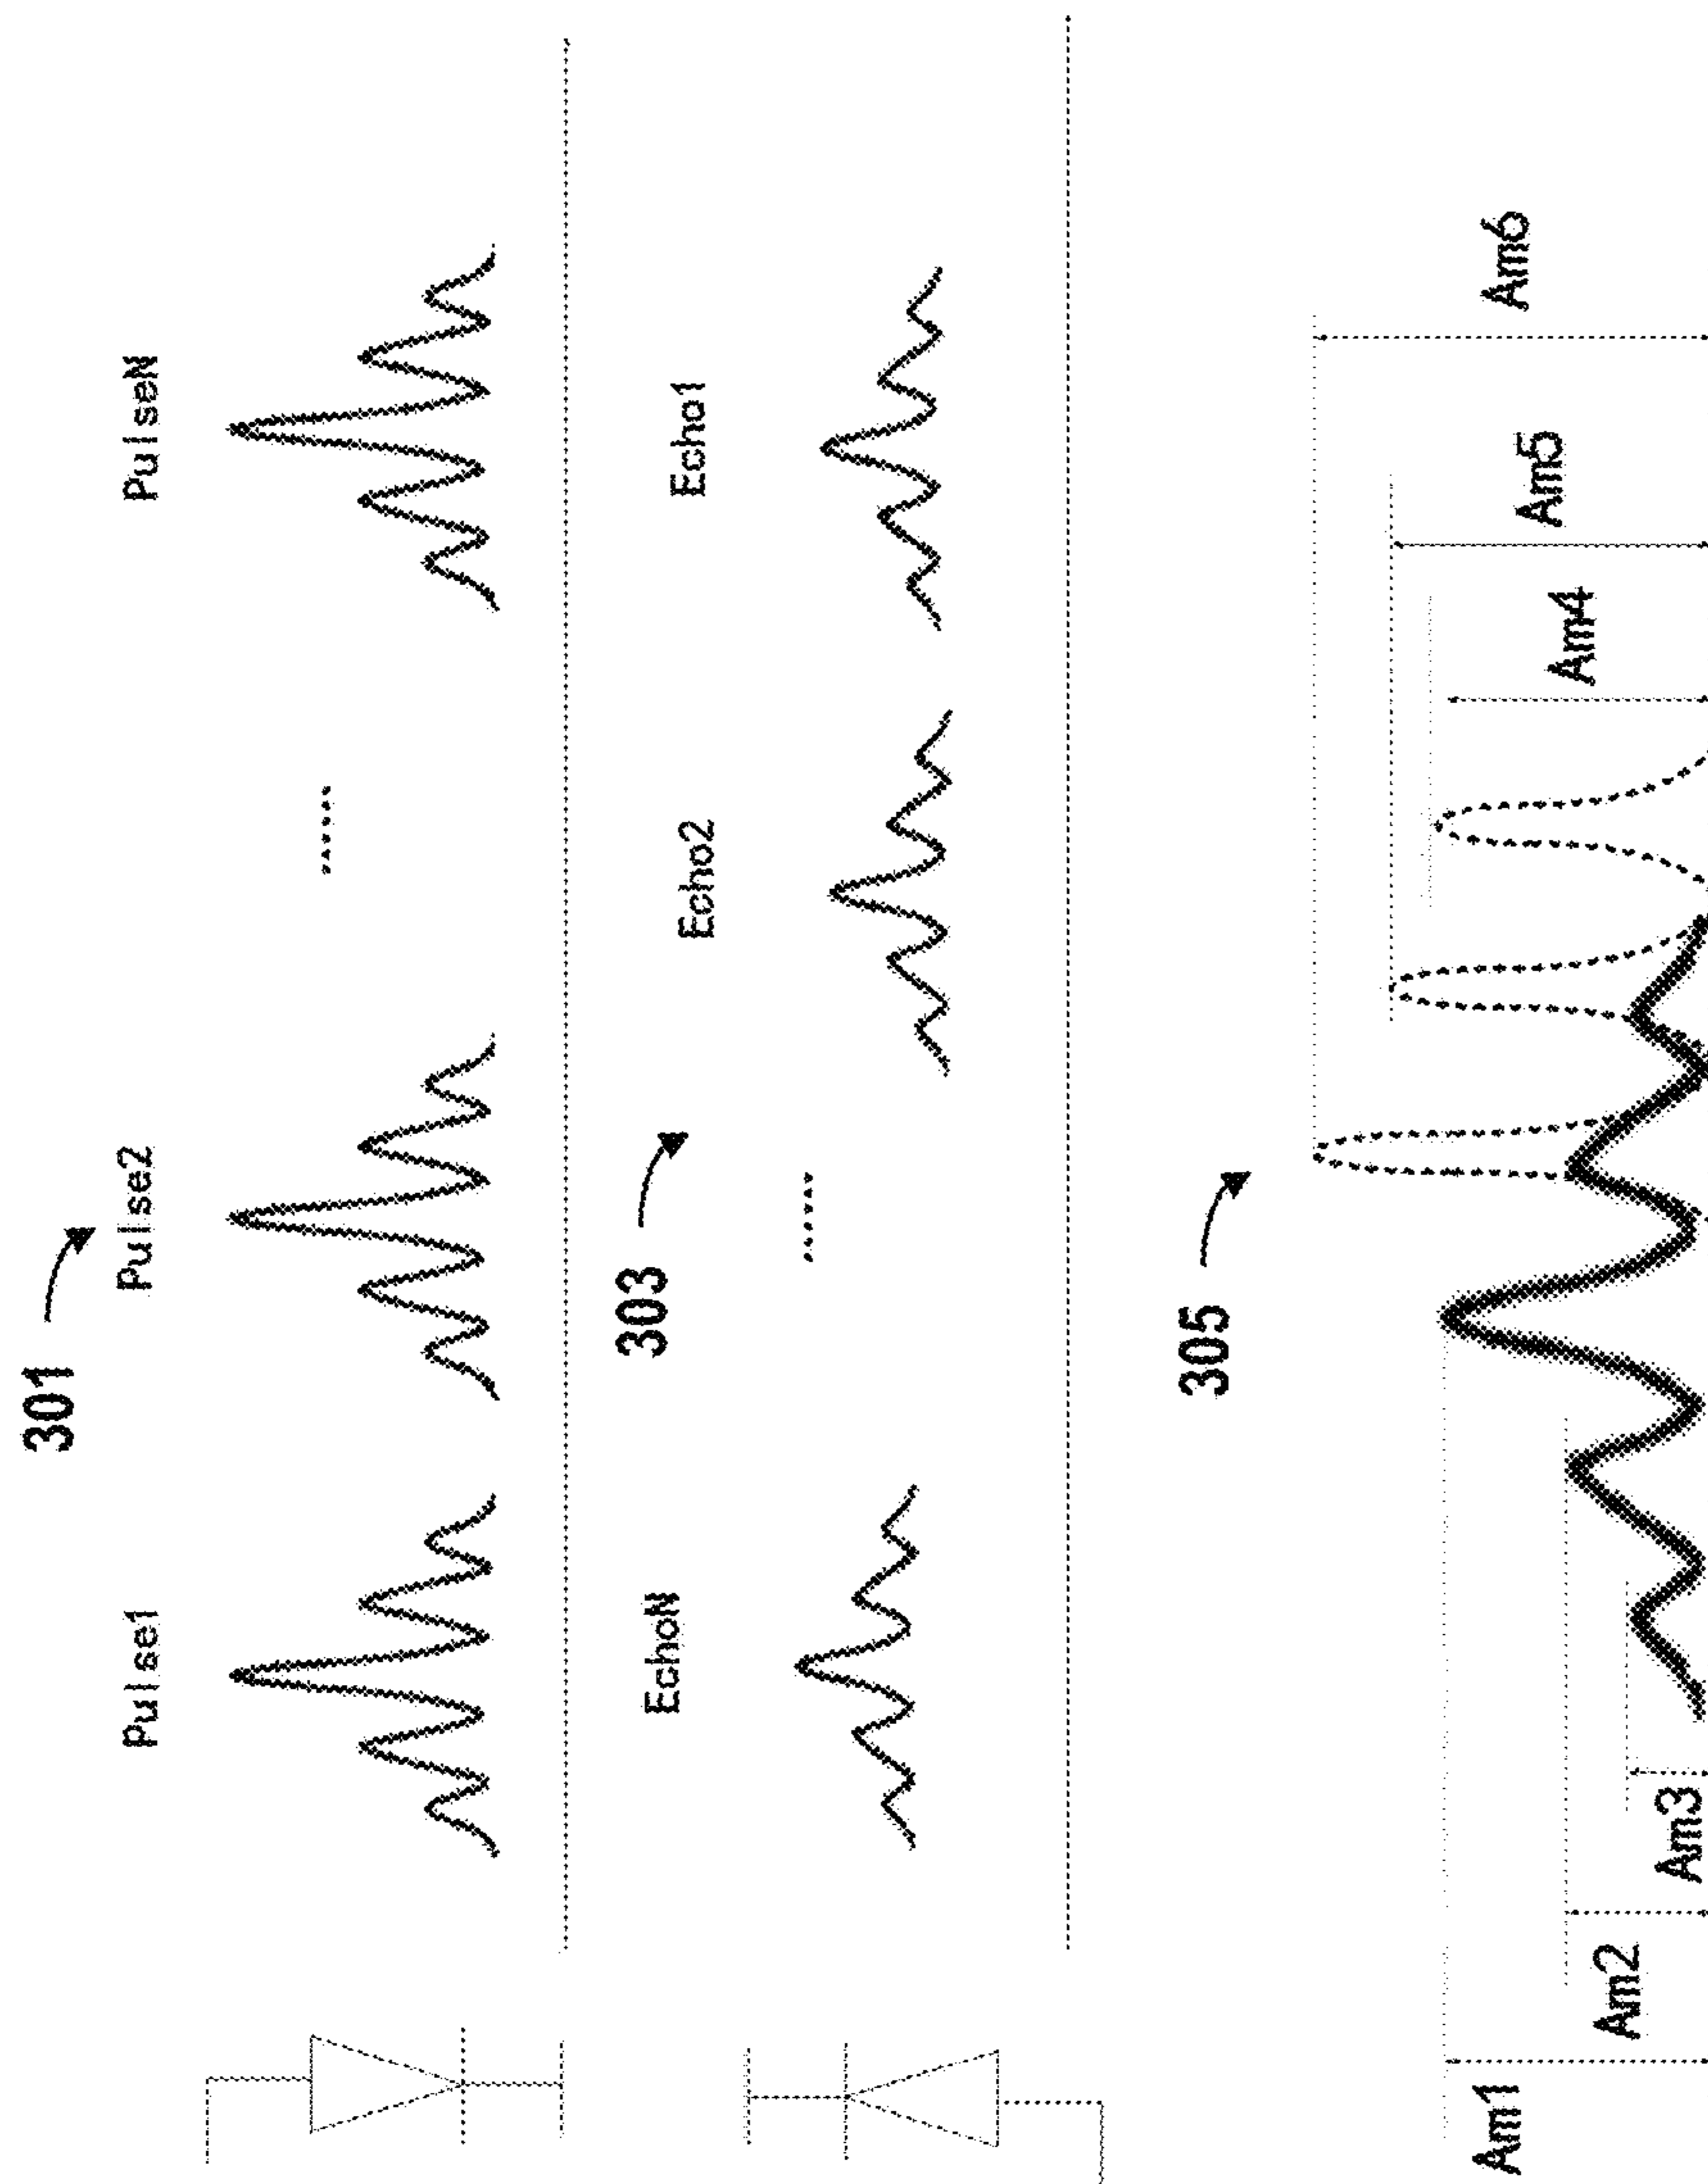 301
Pulse1
Pulse2
.....
PulseN
303
EchoN
.....
Echo2
Echo1
305
Am1
Am2
Am3
Am4
Am5
Am6